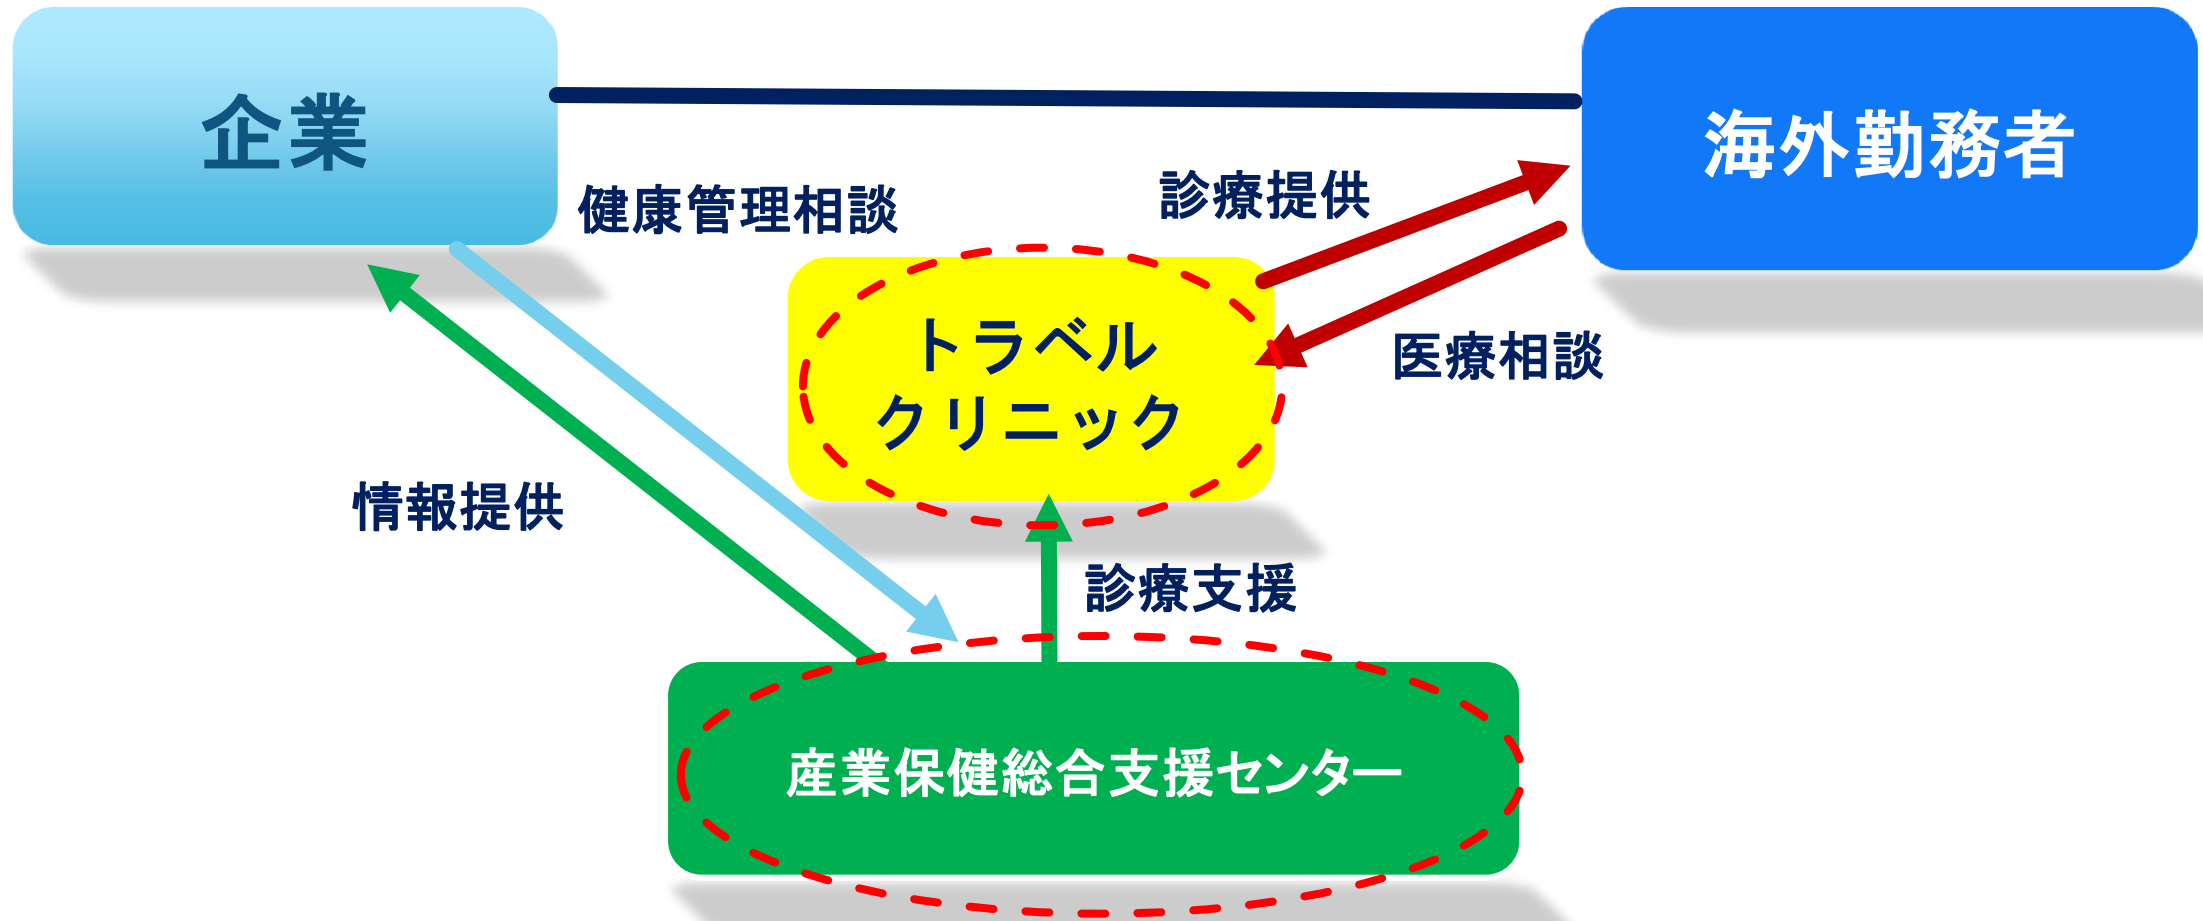 企業
海外勤務者
健康管理相談
診療提供
トラベル
クリニック
医療相談
情報提供
診療支援
産業保健総合支援センター